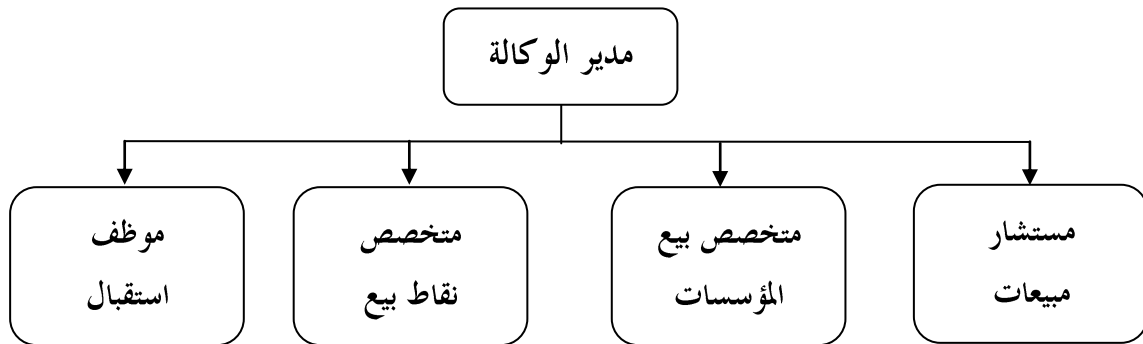 مدير الوكالة
مستشار
مبيعات
متخصص بيع
المؤسسات
متخصص
نقاط بيع
موظف
استقبال